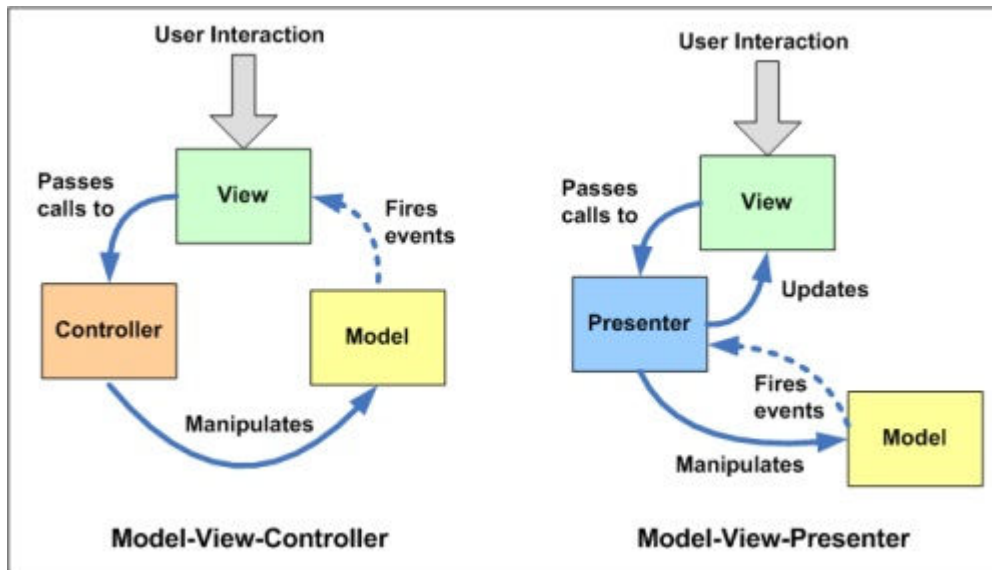 User Interaction
View
Passes
calls to
Fires
events
Controller
Model
Manipulates
Model-View-Controller
User Interaction
View
Passes
calls to
Updates
Presenter
Fires
events
Model
Manipulates
Model-View-Presenter